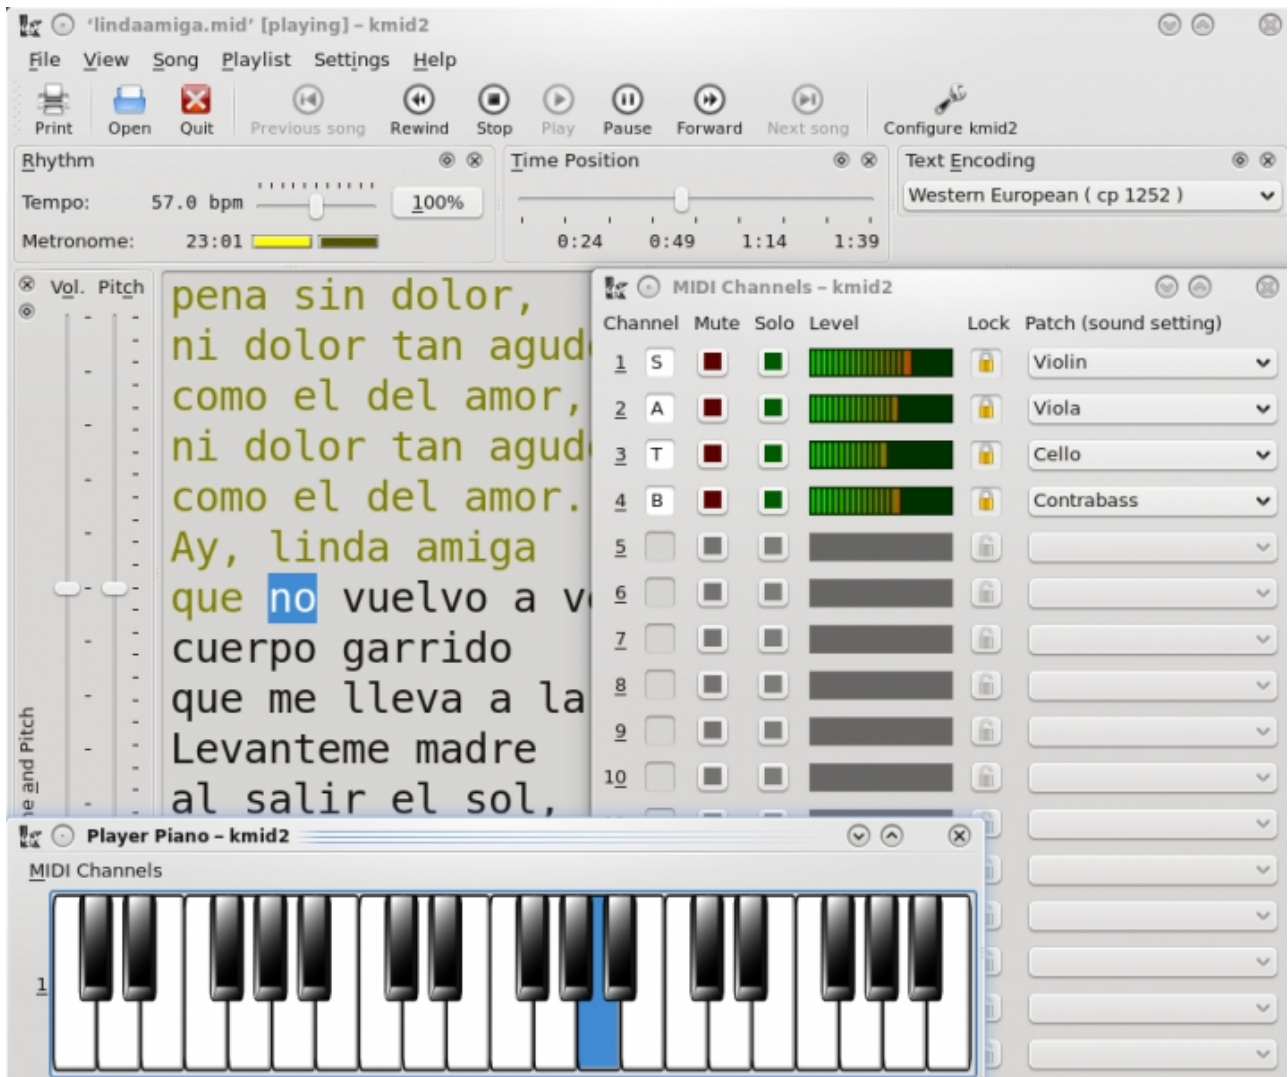 'lindaamiga.mid' [playing] – kmid2
File View Song Playlist Settings Help
Print Open Quit Previous song Rewind Stop Play Pause Forward Next song Configure kmid2
Rhythm
Tempo: 57.0 bpm 100%
Metronome: 23:01
Time Position
0:24 0:49 1:14 1:39
Text Encoding
Western European ( cp 1252 )
Vol. Pitch
me and Pitch
pena sin dolor,
ni dolor tan agudo
como el del amor,
ni dolor tan agudo
como el del amor.
Ay, linda amiga
que no vuelvo a ve
cuerpo garrido
que me lleva a la
Levanteme madre
al salir el sol,
MIDI Channels – kmid2
Channel Mute Solo Level Lock Patch (sound setting)
1 S Violin
2 A Viola
3 T Cello
4 B Contrabass
5
6
7
8
9
10
Player Piano – kmid2
MIDI Channels
1